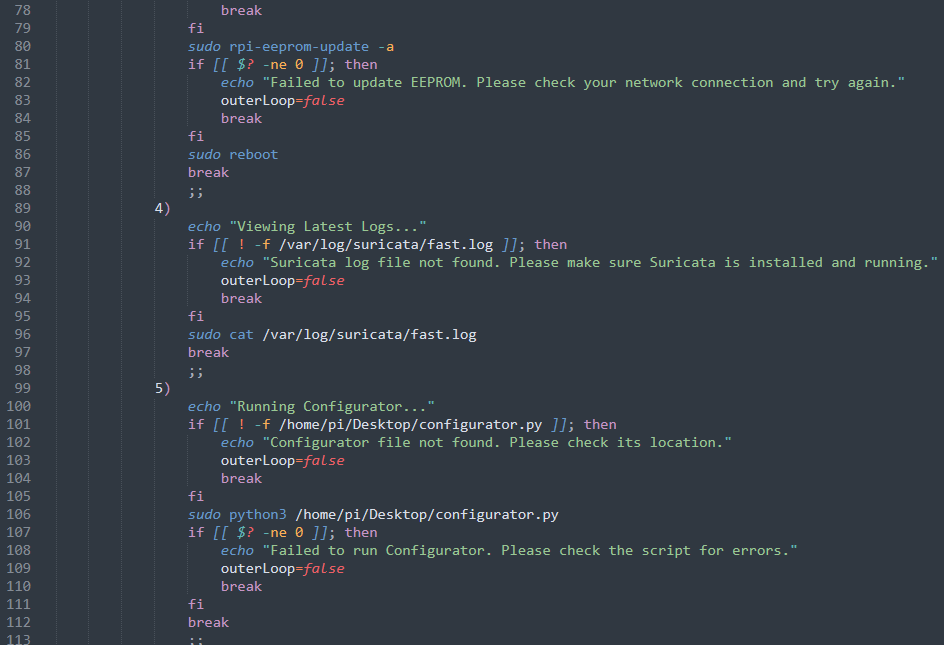 78 break
79 fi
80 sudo rpi-eeprom-update -a
81 if [[ $? -ne 0 ]]; then
82 echo "Failed to update EEPROM. Please check your network connection and try again."
83 outerLoop=false
84 break
85 fi
86 sudo reboot
87 break
88 ;;
89 4)
90 echo "Viewing Latest Logs..."
91 if [[ ! -f /var/log/suricata/fast.log ]]; then
92 echo "Suricata log file not found. Please make sure Suricata is installed and running."
93 outerLoop=false
94 break
95 fi
96 sudo cat /var/log/suricata/fast.log
97 break
98 ;;
99 5)
100 echo "Running Configurator..."
101 if [[ ! -f /home/pi/Desktop/configurator.py ]]; then
102 echo "Configurator file not found. Please check its location."
103 outerLoop=false
104 break
105 fi
106 sudo python3 /home/pi/Desktop/configurator.py
107 if [[ $? -ne 0 ]]; then
108 echo "Failed to run Configurator. Please check the script for errors."
109 outerLoop=false
110 break
111 fi
112 break
113 ;;